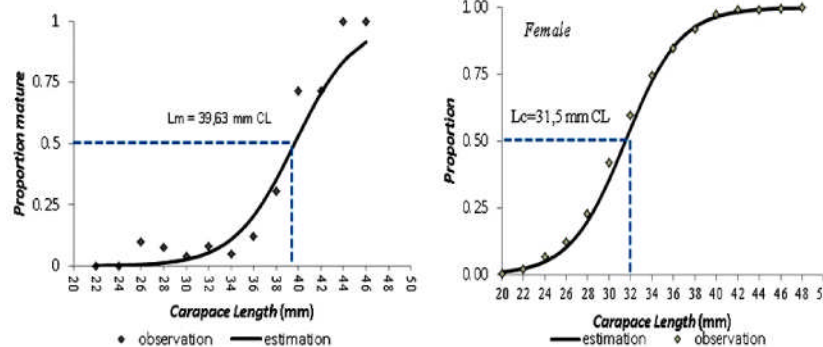 1
0.75
0.5
0.25
0
Proportion mature
Lm = 39,63 mm CL
20 22 24 26 28 30 32 34 36 38 40 42 44 46 50
Carapace Length (mm)
observation estimation
1.00
0.75
0.50
0.25
0.00
Proportion
Female
Lc=31,5 mm CL
20 22 24 26 28 30 32 34 36 38 40 42 44 46 48 5
Carapace Length (mm)
estimation observation